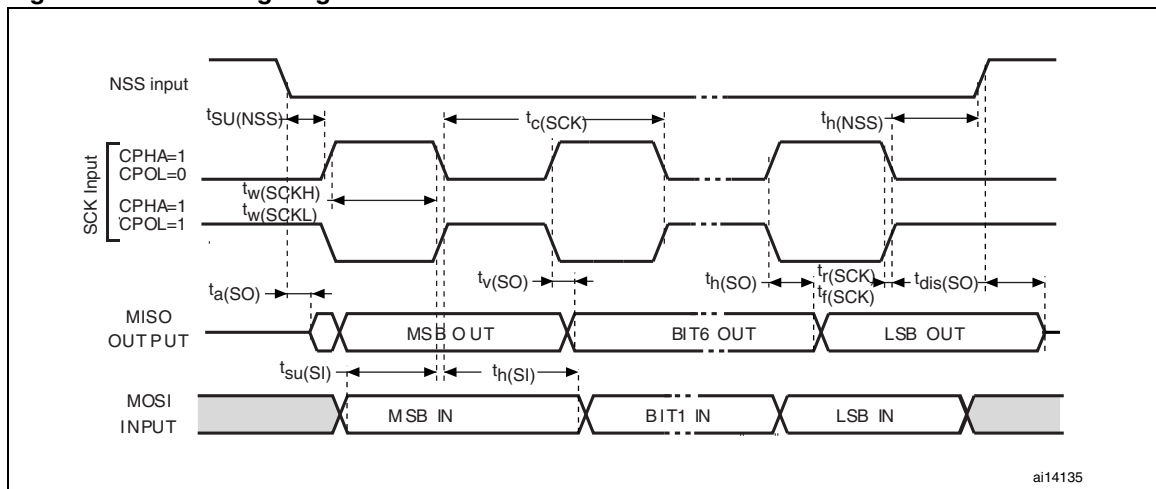 NSS input
tSU(NSS)
tc(SCK)
th(NSS)
SCK Input
CPHA=1
CPOL=0
tw(SCKH)
tw(SCKL)
CPHA=1
CPOL=1
ta(SO)
tv(SO)
th(SO)
tr(SCK)
tf(SCK)
tdis(SO)
MISO
OUTPUT
MSB OUT
BIT6 OUT
LSB OUT
tsu(SI)
th(SI)
MOSI
INPUT
MSB IN
BIT1 IN
LSB IN
ai14135